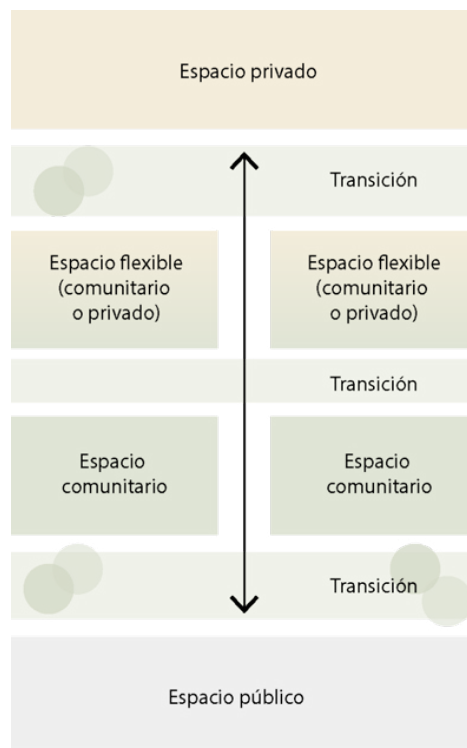 Espacio privado
Transición
Espacio flexible
(comunitario
o privado)
Espacio flexible
(comunitario
o privado)
Transición
Espacio
comunitario
Espacio
comunitario
Transición
Espacio público